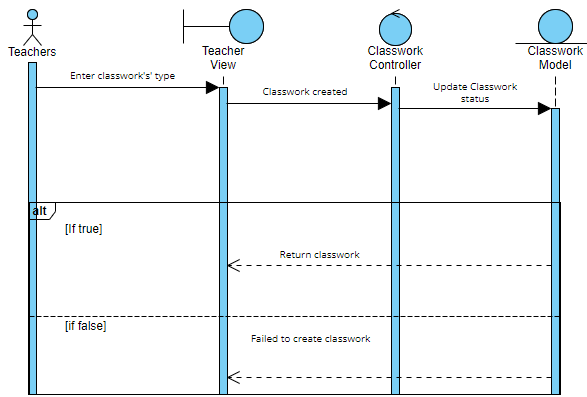 Teachers
Teacher
View
Classwork
Controller
Classwork
Model
Enter classwork's' type
Classwork created
Update Classwork
status
alt
[If true]
Return classwork
[if false]
Failed to create classwork